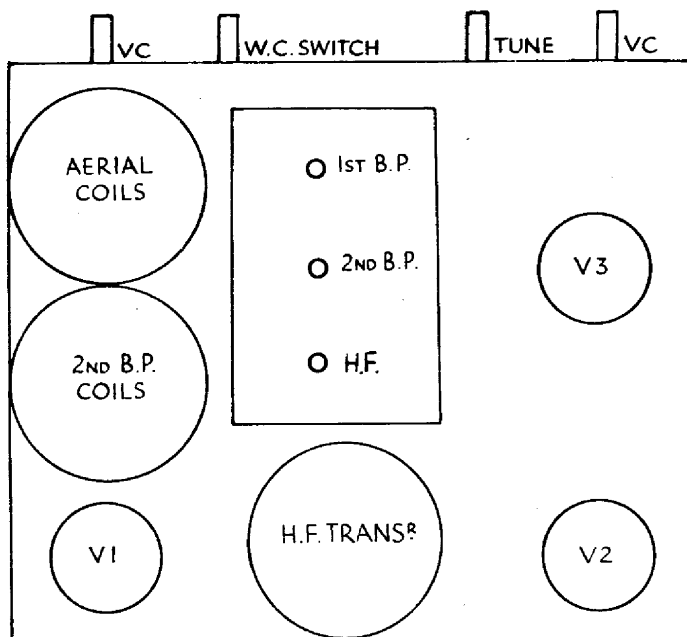 VC
W.C. SWITCH
TUNE
VC
AERIAL
COILS
1ST B.P.
2ND B.P.
H.F.
V3
2ND B.P.
COILS
V1
H.F. TRANSR
V2